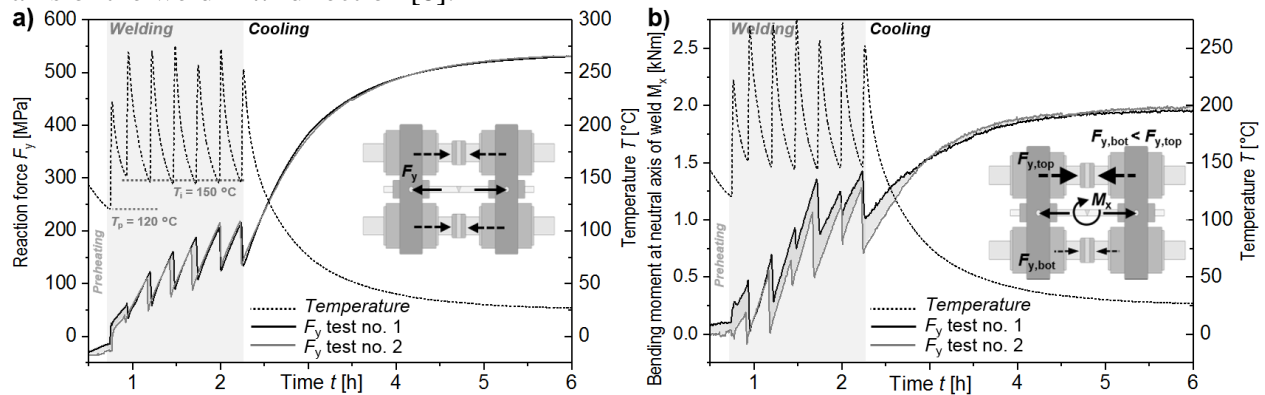 a)
Welding
Cooling
Reaction force Fy [MPa]
600
500
400
300
200
100
0
Preheating
Ti = 150 °C
Tp = 120 °C
Fy
Temperature
Fy test no. 1
Fy test no. 2
1 2 3 4 5 6
Time t [h]
300
250
200
150
100
50
0
Temperature T [°C]
b)
Welding
Cooling
Bending moment at neutral axis of weld Mx [kNm]
2.5
2.0
1.5
1.0
0.5
0.0
Preheating
Fy,bot < Fy,top
Fy,top
Mx
Fy,bot
Temperature
Fy test no. 1
Fy test no. 2
1 2 3 4 5 6
Time t [h]
250
200
150
100
50
0
Temperature T [°C]